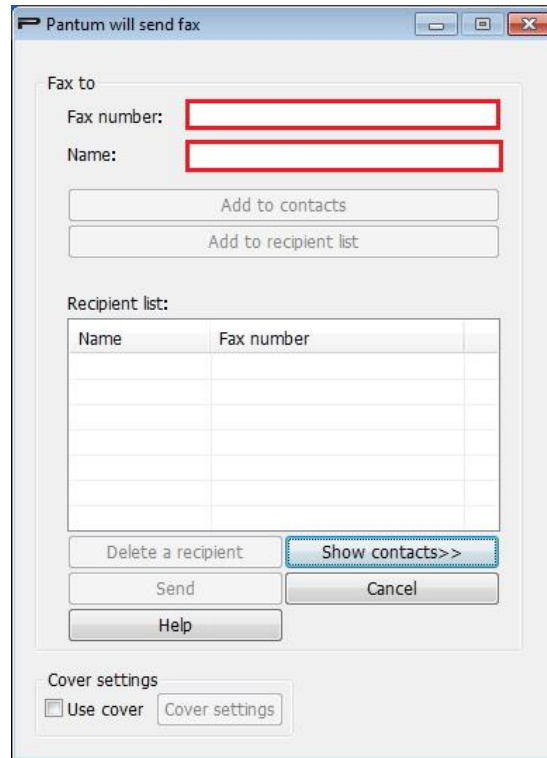 Pantum will send fax
Fax to
Fax number:
Name:
Add to contacts
Add to recipient list
Recipient list:
Name Fax number
Delete a recipient Show contacts>>
Send Cancel
Help
Cover settings
Use cover Cover settings